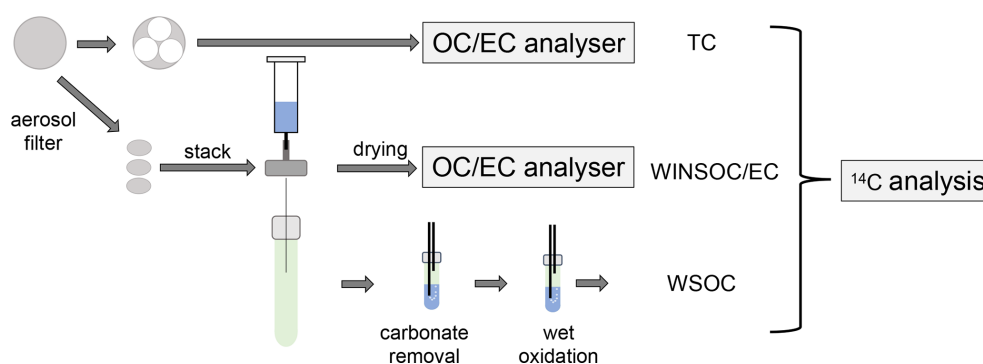 OC/EC analyser
TC
aerosol
filter
stack
drying
OC/EC analyser
WINSOC/EC
¹⁴C analysis
WSOC
carbonate
removal
wet
oxidation